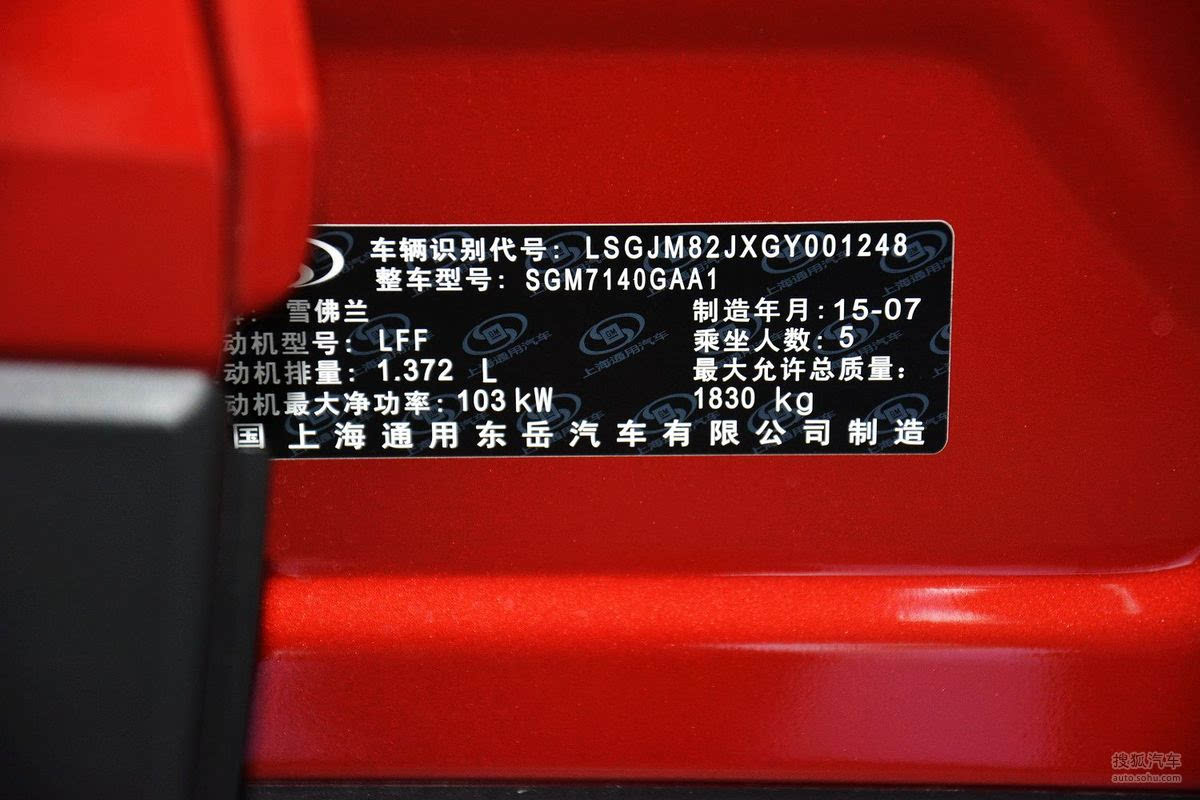 车辆识别代号: LSGJM82JXGY001248
整车型号: SGM7140GAA1
: 雪佛兰 制造年月:15-07
动机型号: LFF 乘坐人数: 5
动机排量: 1.372 L 最大允许总质量:
动机最大净功率: 103 kW 1830 kg
国上海通用东岳汽车有限公司制造
搜狐汽车
auto.sohu.com